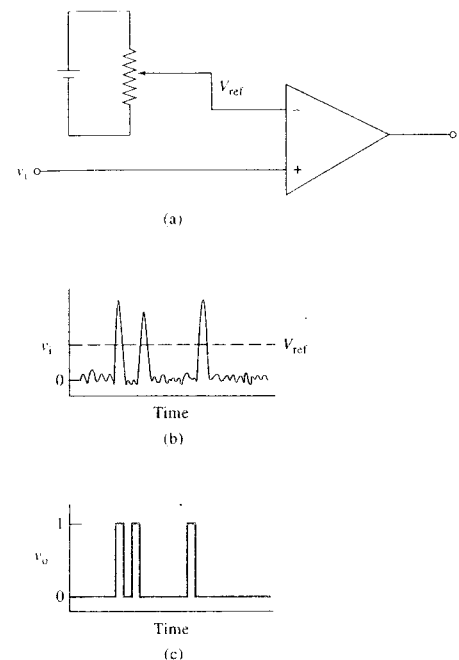 V_ref
−
v_i
+
(a)
v_i
V_ref
0
Time
(b)
1
v_o
0
Time
(c)